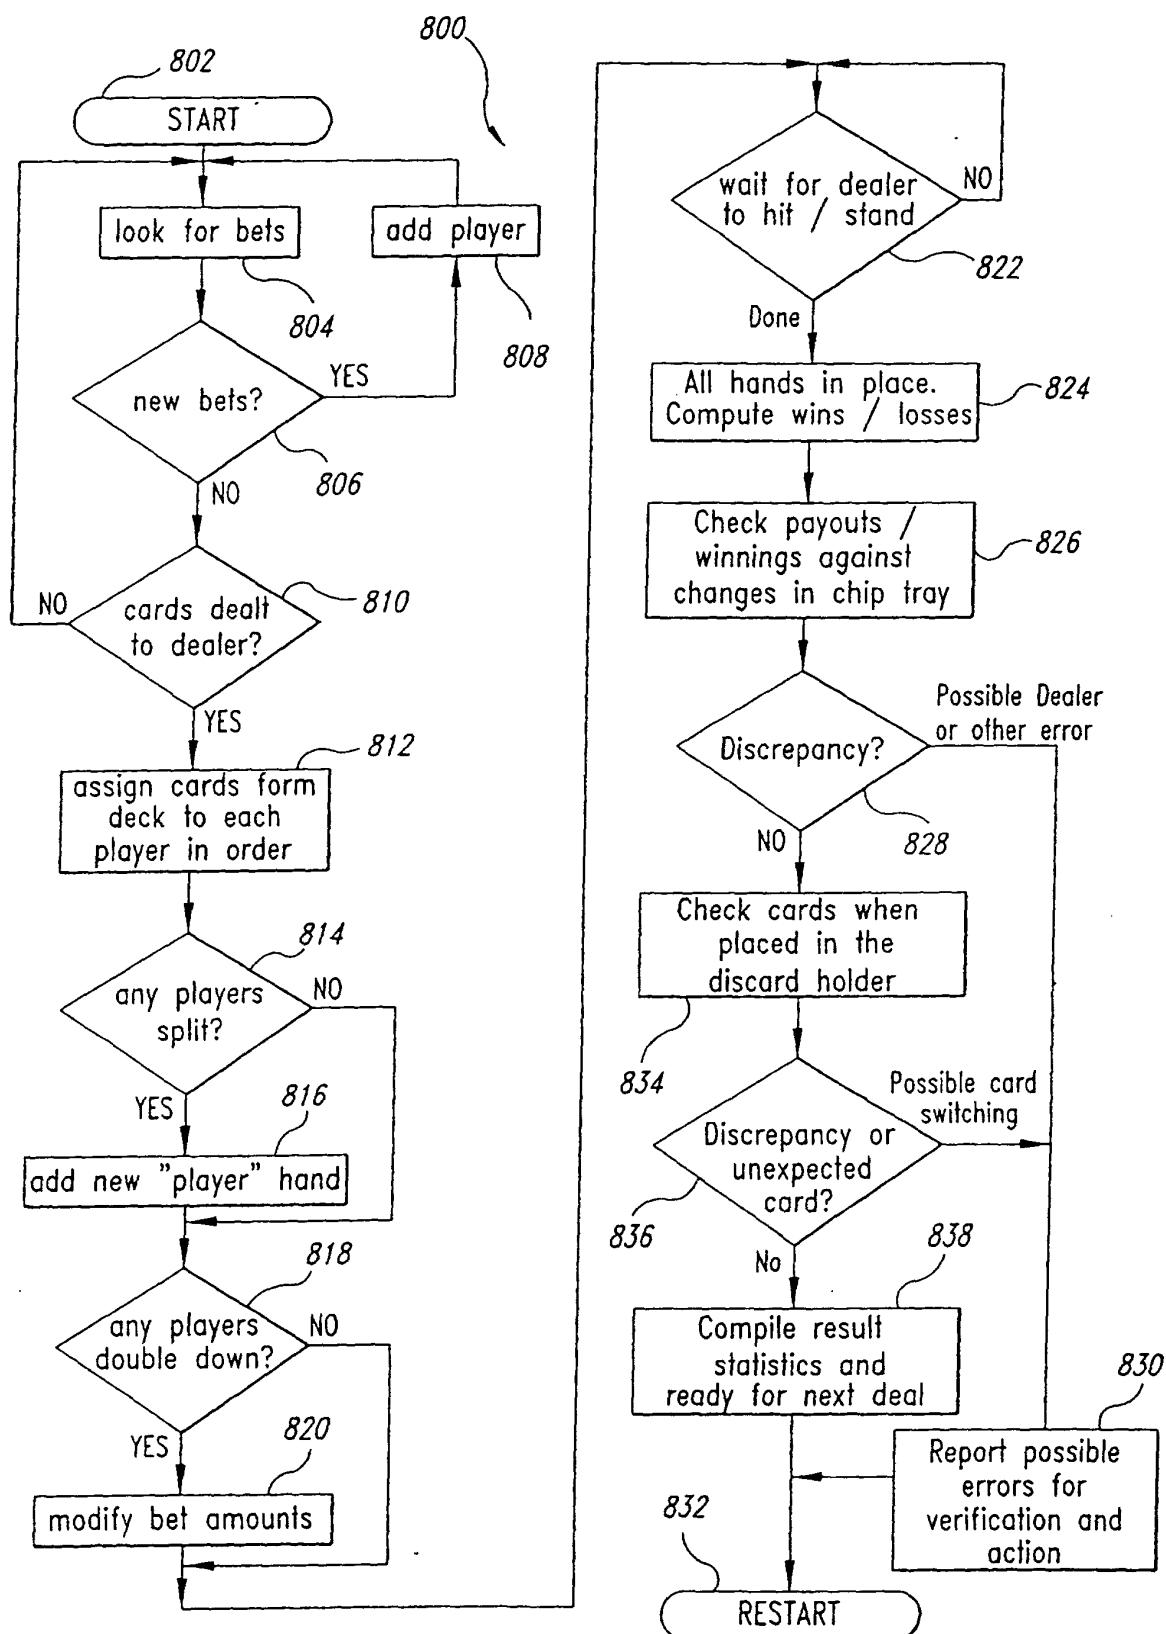 800
802
START
look for bets
804
add player
808
new bets?
YES
806
NO
cards dealt
to dealer?
810
NO
YES
812
assign cards form
deck to each
player in order
814
any players
split?
NO
YES
816
add new "player" hand
818
any players
double down?
NO
YES
820
modify bet amounts
wait for dealer
to hit / stand
NO
822
Done
All hands in place.
Compute wins / losses
824
Check payouts /
winnings against
changes in chip tray
826
Discrepancy?
Possible Dealer
or other error
828
NO
Check cards when
placed in the
discard holder
834
Possible card
switching
Discrepancy or
unexpected
card?
836
No
838
Compile result
statistics and
ready for next deal
830
Report possible
errors for
verification and
action
832
RESTART